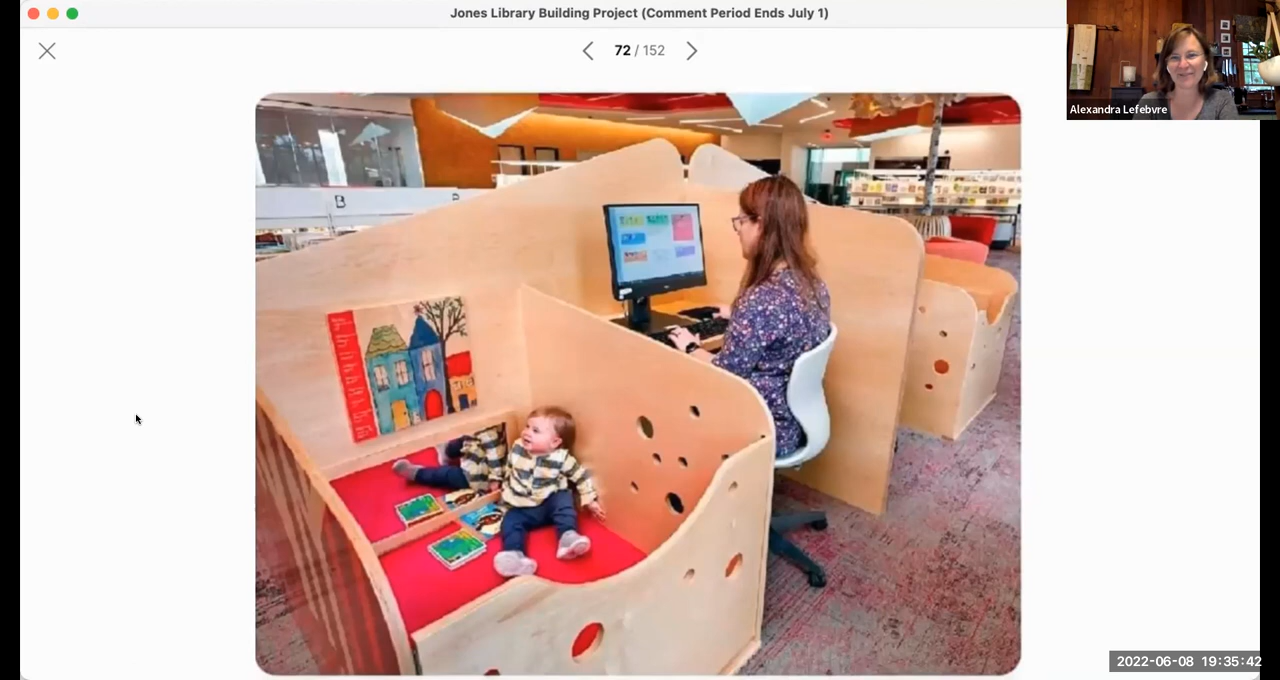 Jones Library Building Project (Comment Period Ends July 1)
72 / 152
Alexandra Lefebvre
B
2022-06-08 19:35:42